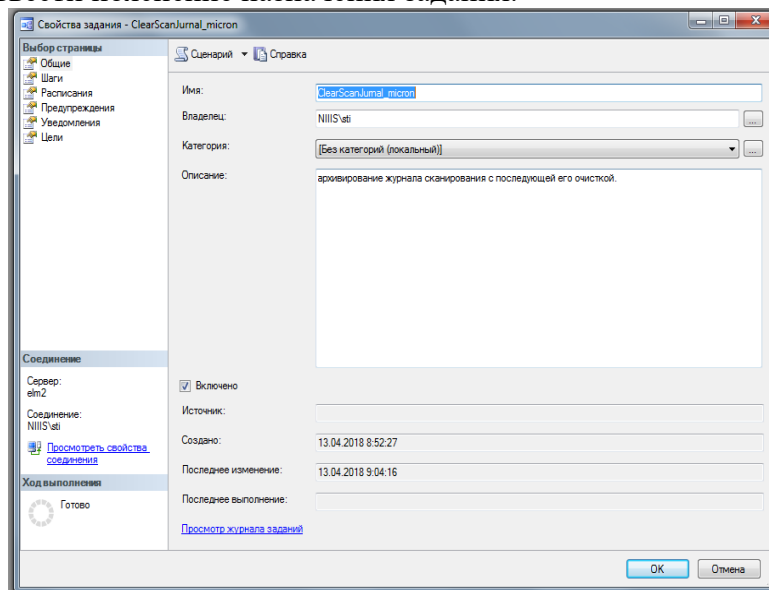 Свойства задания - ClearScanJurnal_micron
Выбор страницы
Общие
Шаги
Расписания
Предупреждения
Уведомления
Цели
Сценарий
Справка
Имя:
ClearScanJurnal_micron
Владелец:
NIIIS\sti
...
Категория:
[Без категорий (локальный)]
...
Описание:
архивирование журнала сканирования с последующей его очисткой.
Соединение
Сервер:
elm2
Соединение:
NIIIS\sti
Просмотреть свойства
соединения
Ход выполнения
Готово
Включено
Источник:
Создано:
13.04.2018 8:52:27
Последнее изменение:
13.04.2018 9:04:16
Последнее выполнение:
Просмотр журнала заданий
OK
Отмена